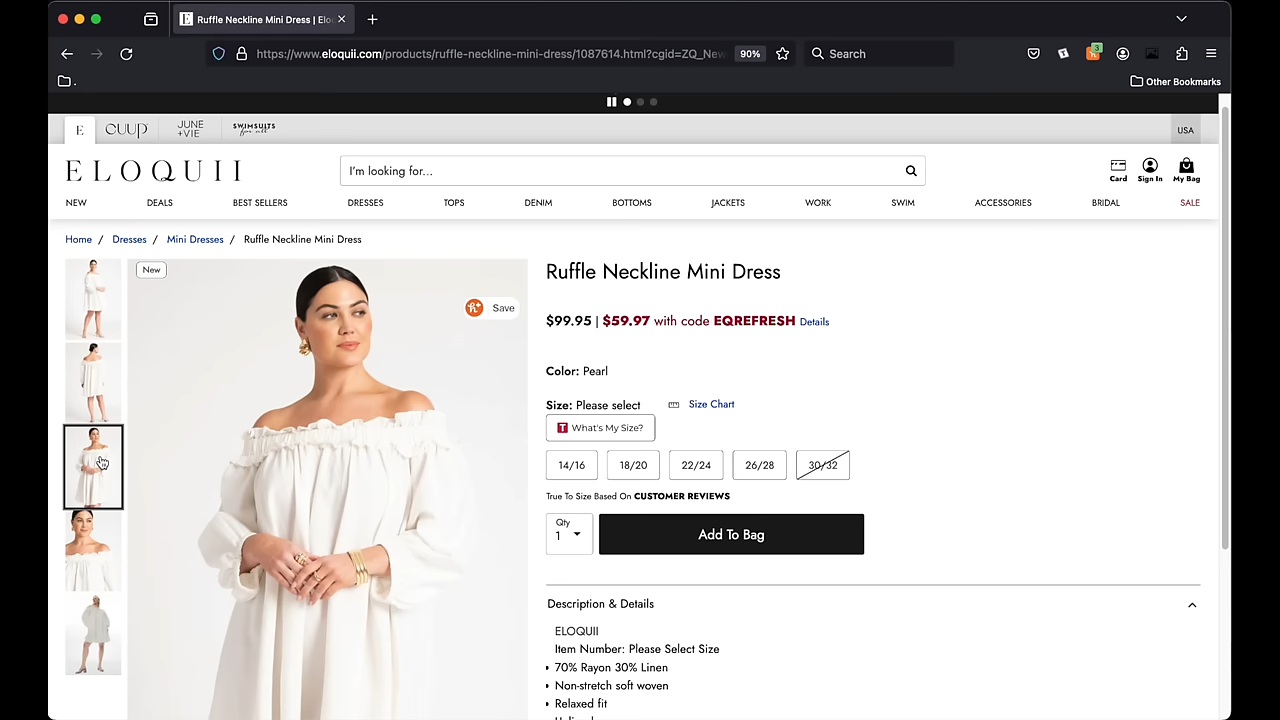 Ruffle Neckline Mini Dress | Elo
https://www.eloquii.com/products/ruffle-neckline-mini-dress/1087614.html?cgid=ZQ_New
90%
Search
3
.
Other Bookmarks
E
CUUP
JUNE
+VIE
SWIMSUITS
for all
USA
ELOQUII
I'm looking for...
Card
Sign In
My Bag
NEW
DEALS
BEST SELLERS
DRESSES
TOPS
DENIM
BOTTOMS
JACKETS
WORK
SWIM
ACCESSORIES
BRIDAL
SALE
Home / Dresses / Mini Dresses / Ruffle Neckline Mini Dress
New
Save
Ruffle Neckline Mini Dress
$99.95 | $59.97 with code EQREFRESH Details
Color: Pearl
Size: Please select
Size Chart
T What's My Size?
14/16
18/20
22/24
26/28
30/32
True To Size Based On CUSTOMER REVIEWS
Qty
1
Add To Bag
Description & Details
ELOQUII
Item Number: Please Select Size
70% Rayon 30% Linen
Non-stretch soft woven
Relaxed fit